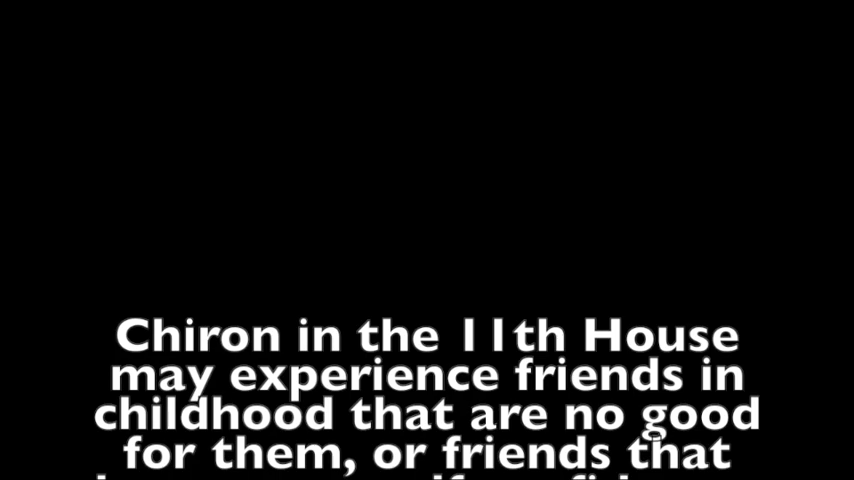 Chiron in the 11th House
may experience friends in
childhood that are no good
for them, or friends that